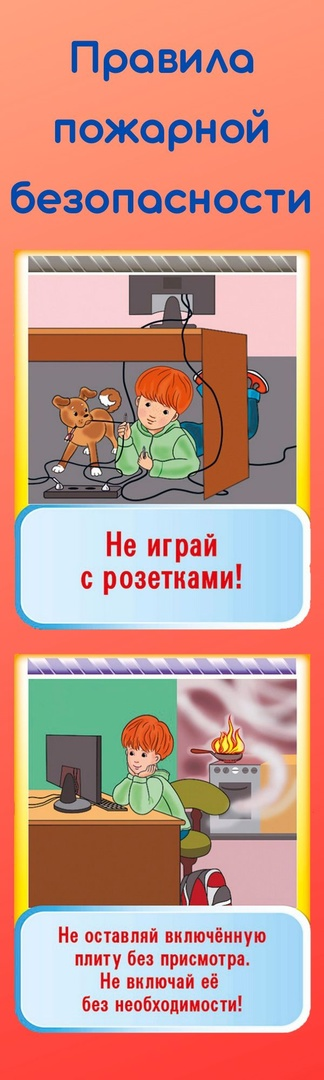 Правила
пожарной
безопасности
Не играй
с розетками!
Не оставляй включённую
плиту без присмотра.
Не включай её
без необходимости!